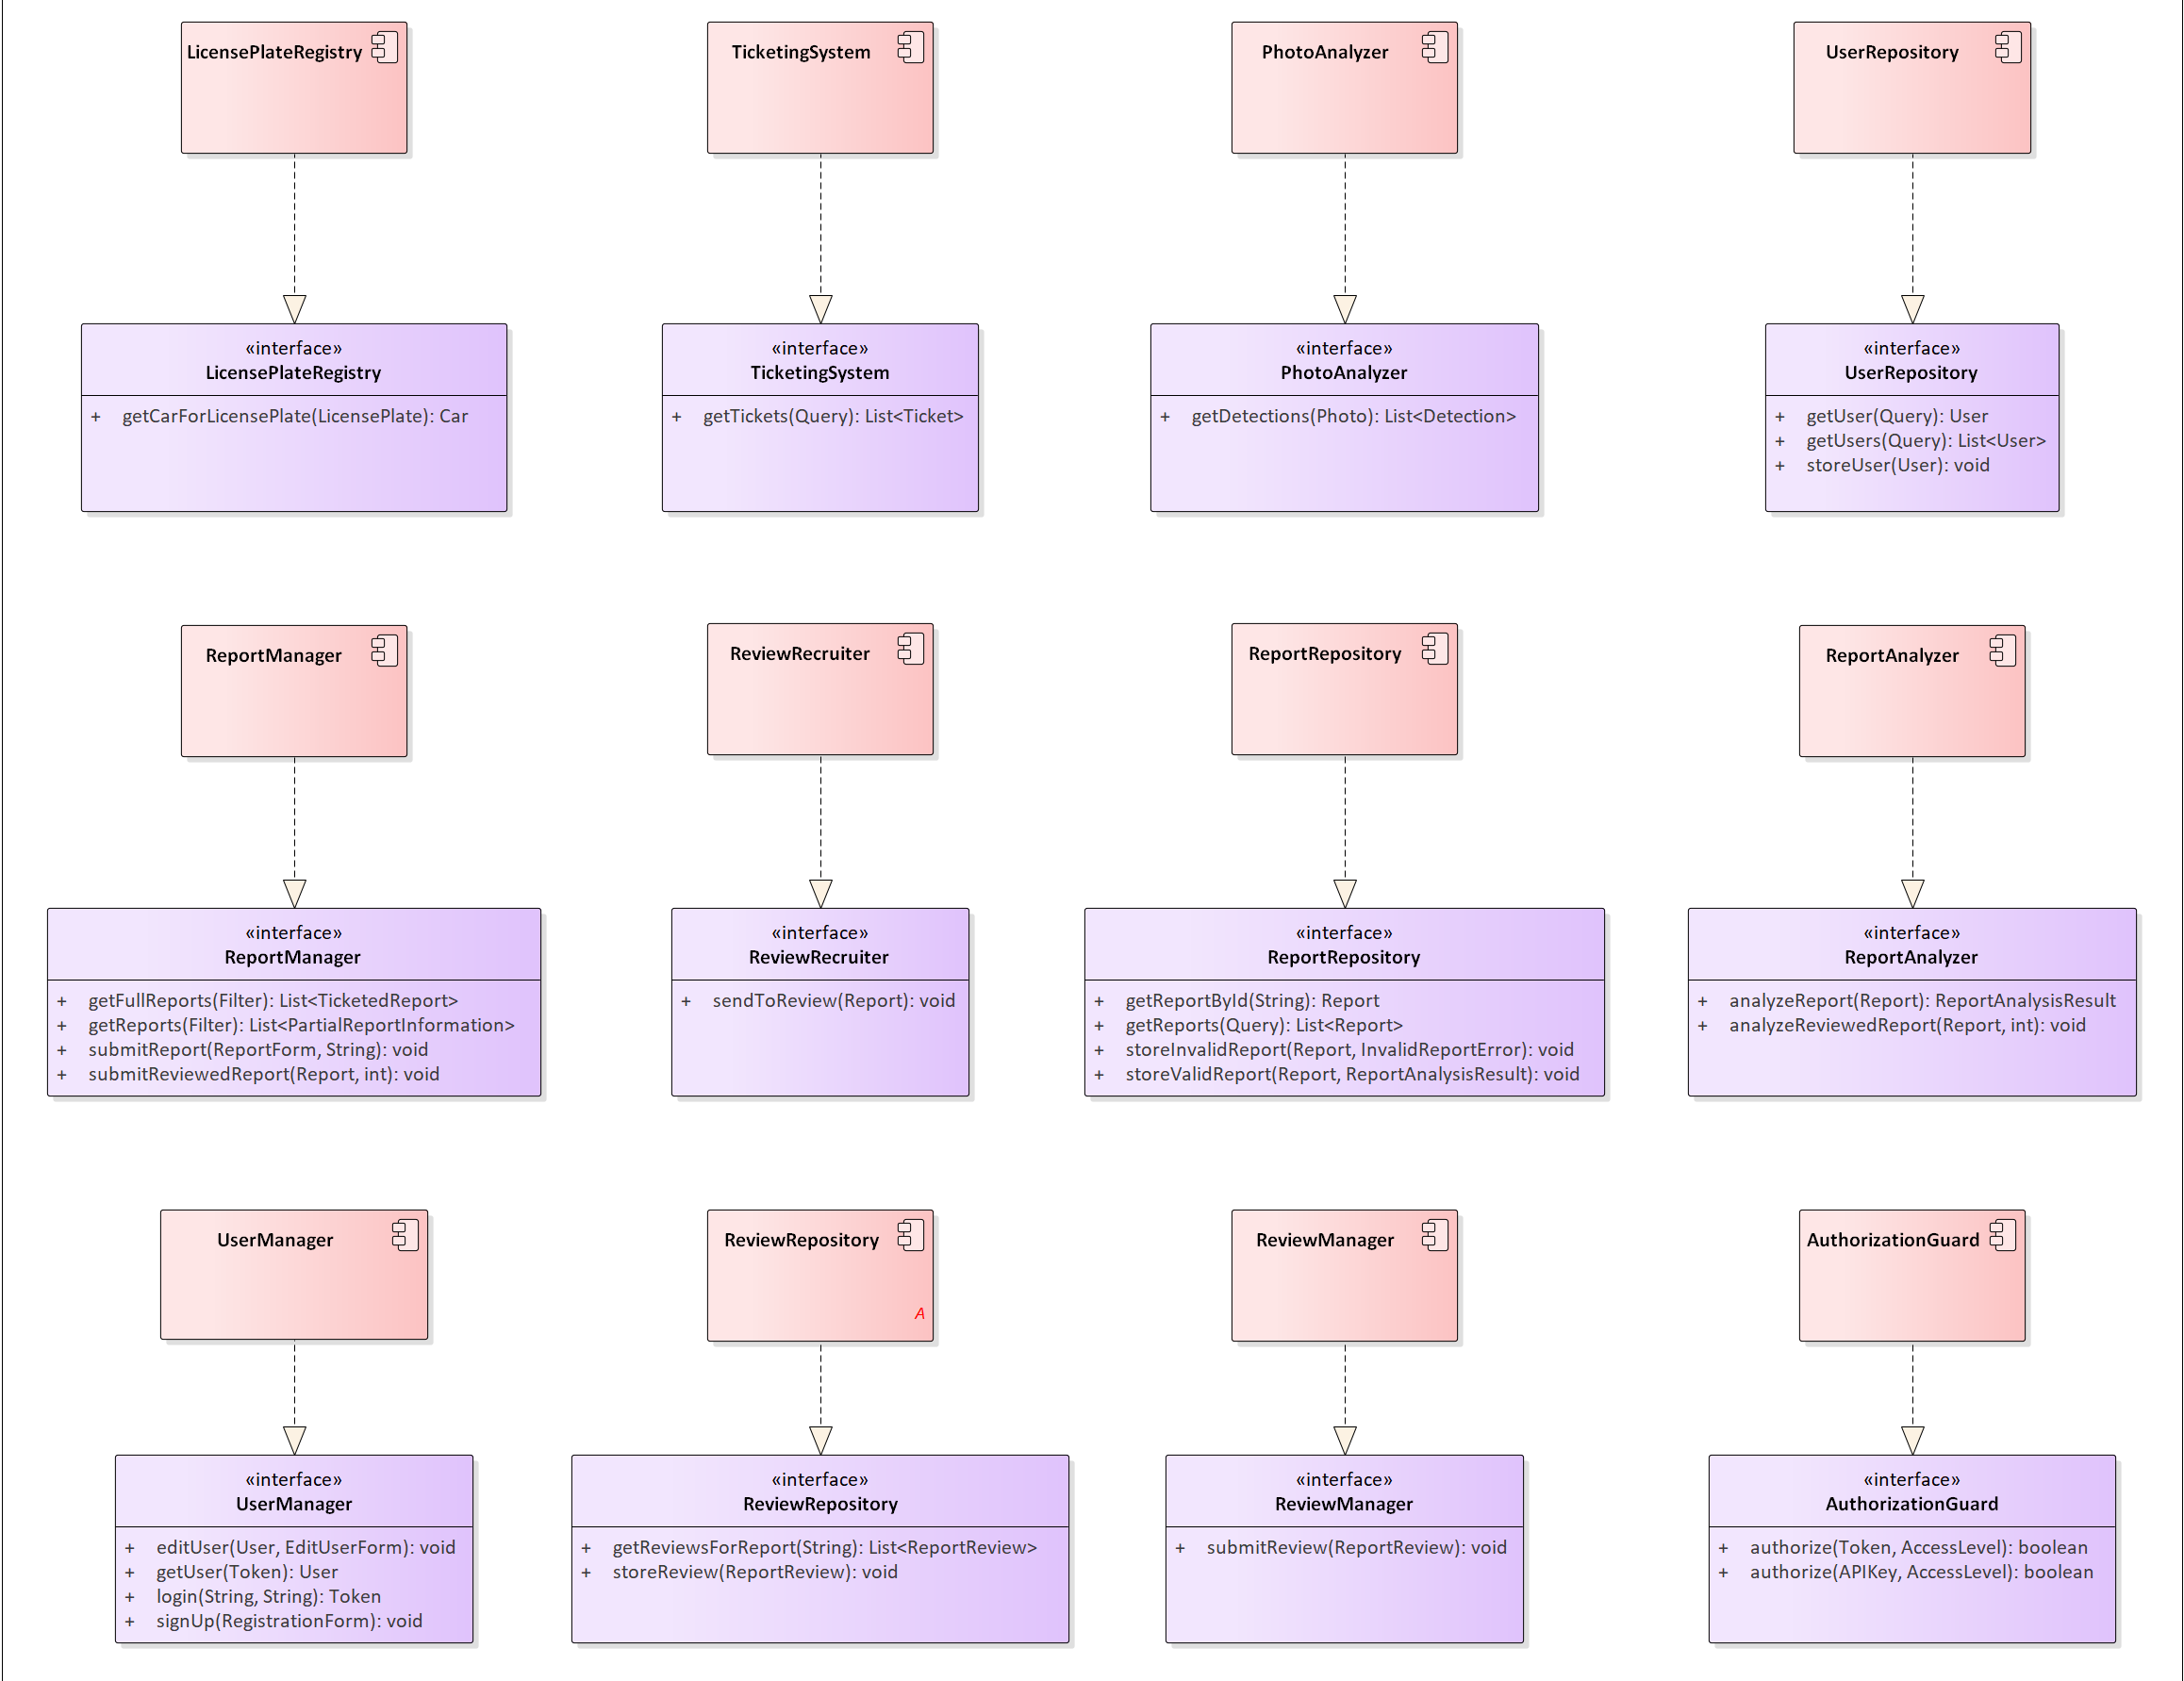 LicensePlateRegistry
TicketingSystem
PhotoAnalyzer
UserRepository
«interface»
LicensePlateRegistry
+ getCarForLicensePlate(LicensePlate): Car
«interface»
TicketingSystem
+ getTickets(Query): List<Ticket>
«interface»
PhotoAnalyzer
+ getDetections(Photo): List<Detection>
«interface»
UserRepository
+ getUser(Query): User
+ getUsers(Query): List<User>
+ storeUser(User): void
ReportManager
ReviewRecruiter
ReportRepository
ReportAnalyzer
«interface»
ReportManager
+ getFullReports(Filter): List<TicketedReport>
+ getReports(Filter): List<PartialReportInformation>
+ submitReport(ReportForm, String): void
+ submitReviewedReport(Report, int): void
«interface»
ReviewRecruiter
+ sendToReview(Report): void
«interface»
ReportRepository
+ getReportById(String): Report
+ getReports(Query): List<Report>
+ storeInvalidReport(Report, InvalidReportError): void
+ storeValidReport(Report, ReportAnalysisResult): void
«interface»
ReportAnalyzer
+ analyzeReport(Report): ReportAnalysisResult
+ analyzeReviewedReport(Report, int): void
UserManager
ReviewRepository
A
ReviewManager
AuthorizationGuard
«interface»
UserManager
+ editUser(User, EditUserForm): void
+ getUser(Token): User
+ login(String, String): Token
+ signUp(RegistrationForm): void
«interface»
ReviewRepository
+ getReviewsForReport(String): List<ReportReview>
+ storeReview(ReportReview): void
«interface»
ReviewManager
+ submitReview(ReportReview): void
«interface»
AuthorizationGuard
+ authorize(Token, AccessLevel): boolean
+ authorize(APIKey, AccessLevel): boolean